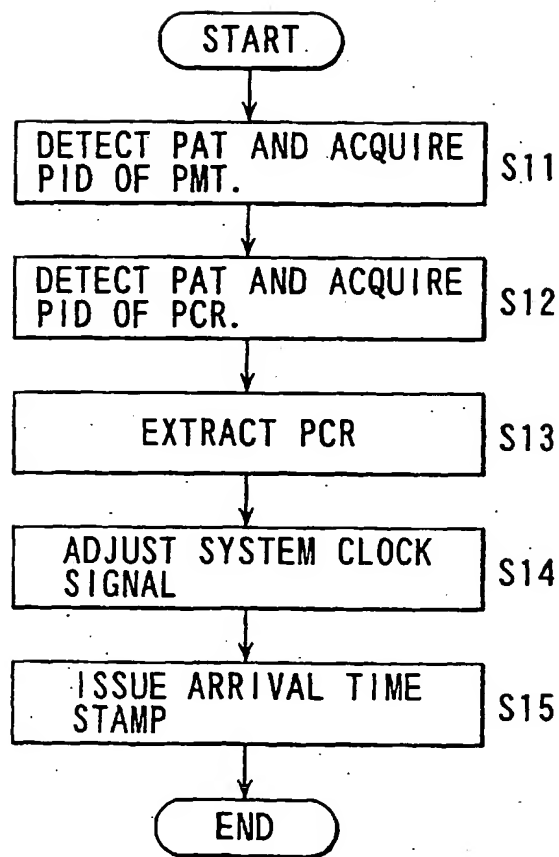 START
DETECT PAT AND ACQUIRE
PID OF PMT.
S11
DETECT PAT AND ACQUIRE
PID OF PCR.
S12
EXTRACT PCR
S13
ADJUST SYSTEM CLOCK
SIGNAL
S14
ISSUE ARRIVAL TIME
STAMP
S15
END